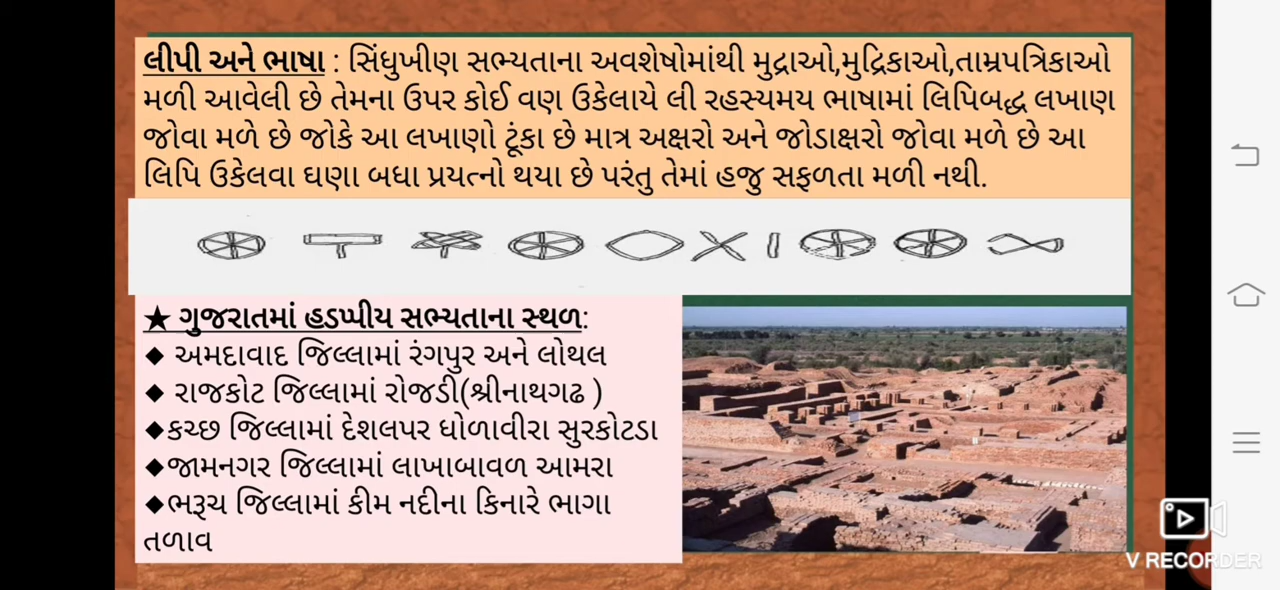 લીપી અને ભાષા : સિંધુખીણ સભ્યતાના અવશેષોમાંથી મુદ્રાઓ,મુદ્રિકાઓ,તામ્રપત્રિકાઓ
મળી આવેલી છે તેમના ઉપર કોઈ વણ ઉકેલાયે લી રહસ્યમય ભાષામાં લિપિબદ્ધ લખાણ
જોવા મળે છે જોકે આ લખાણો ટૂંકા છે માત્ર અક્ષરો અને જોડાક્ષરો જોવા મળે છે આ
લિપિ ઉકેલવા ઘણા બધા પ્રયત્નો થયા છે પરંતુ તેમાં હજુ સફળતા મળી નથી.
★ ગુજરાતમાં હડપ્પીય સભ્યતાના સ્થળ:
◆ અમદાવાદ જિલ્લામાં રંગપુર અને લોથલ
◆ રાજકોટ જિલ્લામાં રોજડી(શ્રીનાથગઢ )
◆કચ્છ જિલ્લામાં દેશલપર ધોળાવીરા સુરકોટડા
◆જામનગર જિલ્લામાં લાખાબાવળ આમરા
◆ભરૂચ જિલ્લામાં કીમ નદીના કિનારે ભાગા
તળાવ
V RECORDER